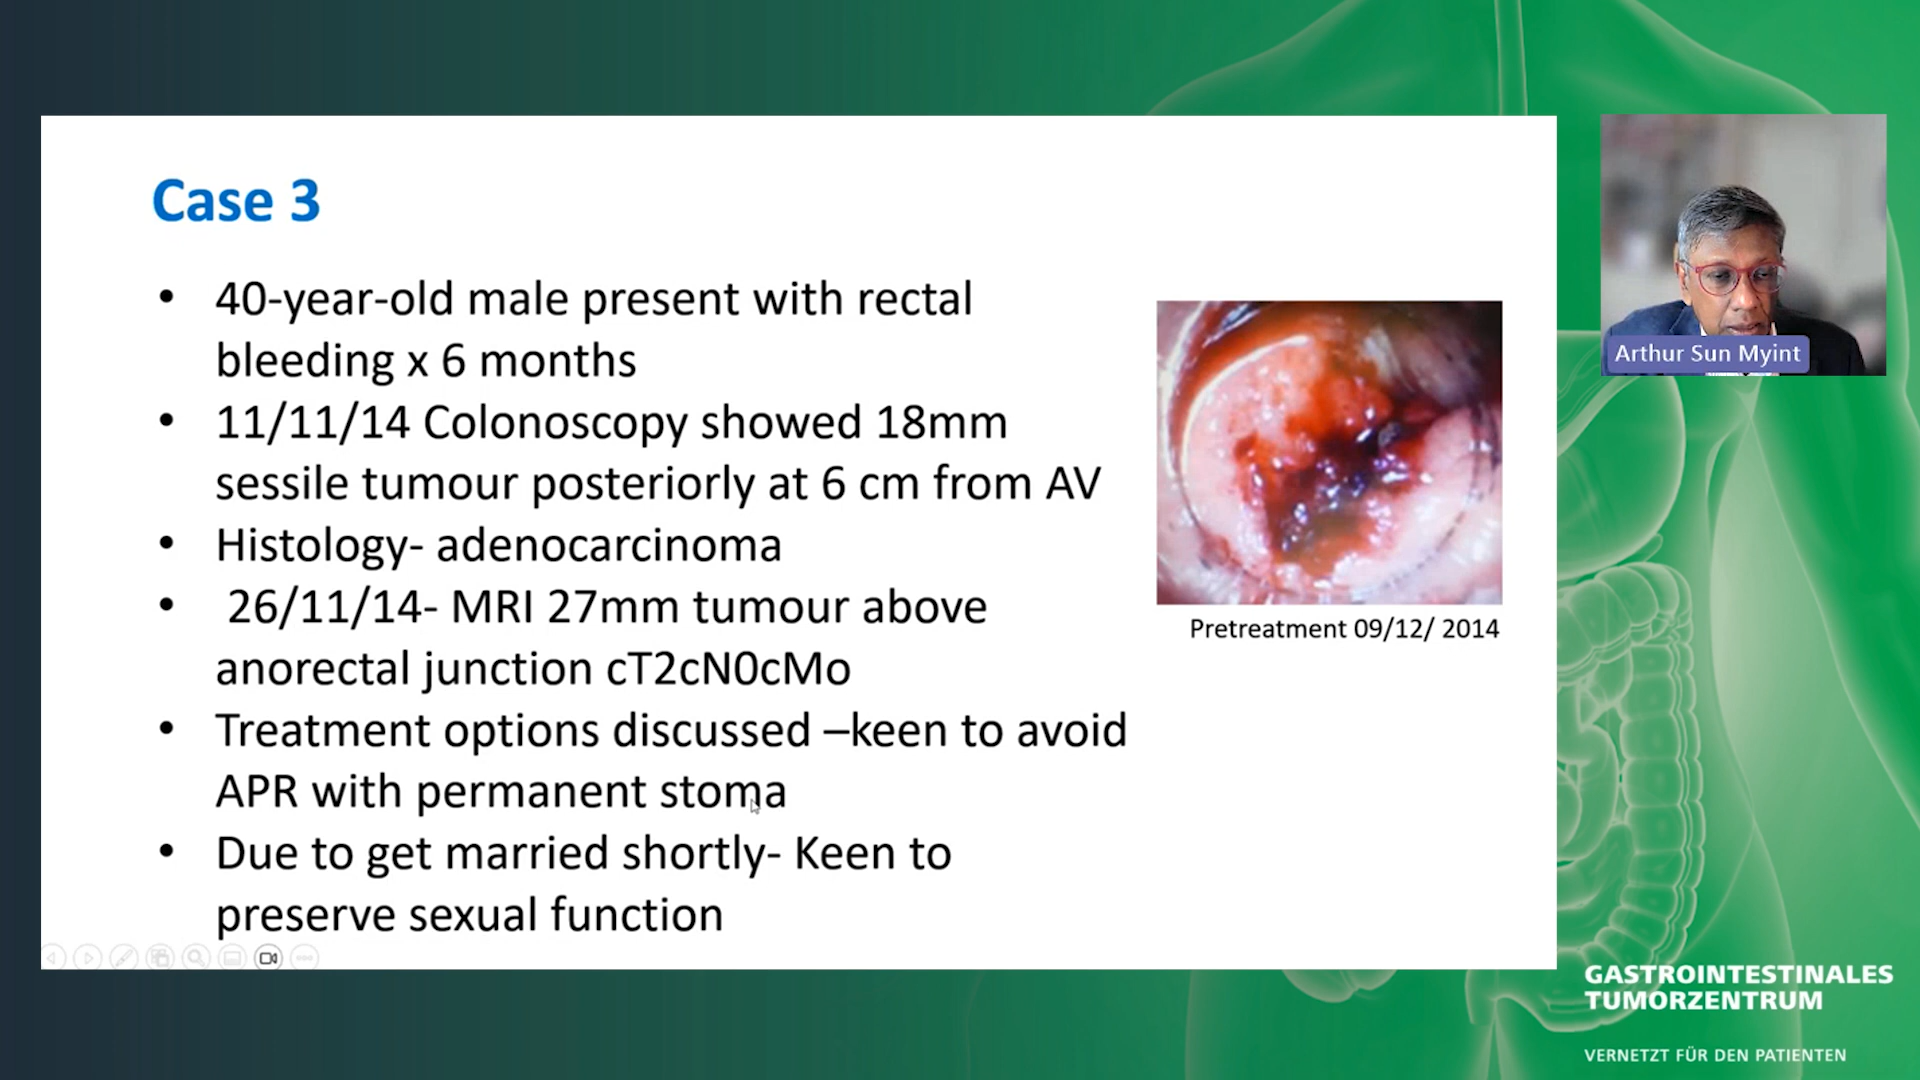 Case 3
• 40-year-old male present with rectal
bleeding x 6 months
• 11/11/14 Colonoscopy showed 18mm
sessile tumour posteriorly at 6 cm from AV
• Histology- adenocarcinoma
• 26/11/14- MRI 27mm tumour above
anorectal junction cT2cN0cMo
• Treatment options discussed –keen to avoid
APR with permanent stoma
• Due to get married shortly- Keen to
preserve sexual function
Pretreatment 09/12/ 2014
Arthur Sun Myint
GASTROINTESTINALES
TUMORZENTRUM
VERNETZT FÜR DEN PATIENTEN